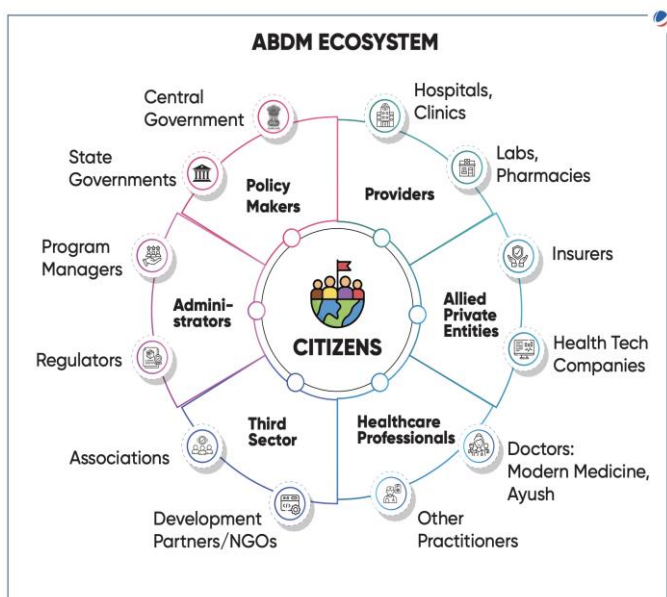 ABDM ECOSYSTEM
Central
Government
State
Governments
Policy
Makers
Hospitals,
Clinics
Labs,
Pharmacies
Providers
Program
Managers
Regulators
Admini-
strators
CITIZENS
Insurers
Health Tech
Companies
Allied
Private
Entities
Associations
Development
Partners/NGOs
Third
Sector
Healthcare
Professionals
Doctors:
Modern Medicine,
Ayush
Other
Practitioners